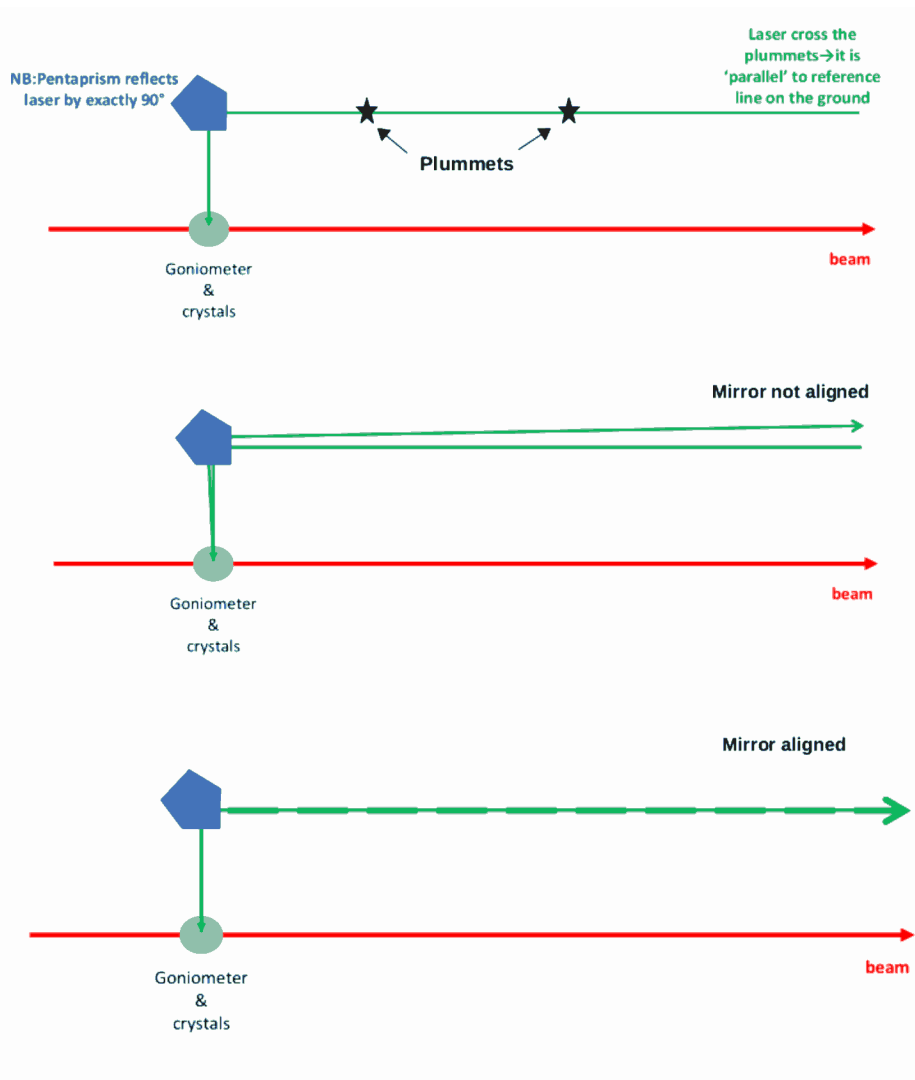 Laser cross the
plummets→it is
‘parallel’ to reference
line on the ground
NB:Pentaprism reflects
laser by exactly 90°
Plummets
beam
Goniometer
&
crystals
Mirror not aligned
beam
Goniometer
&
crystals
Mirror aligned
beam
Goniometer
&
crystals